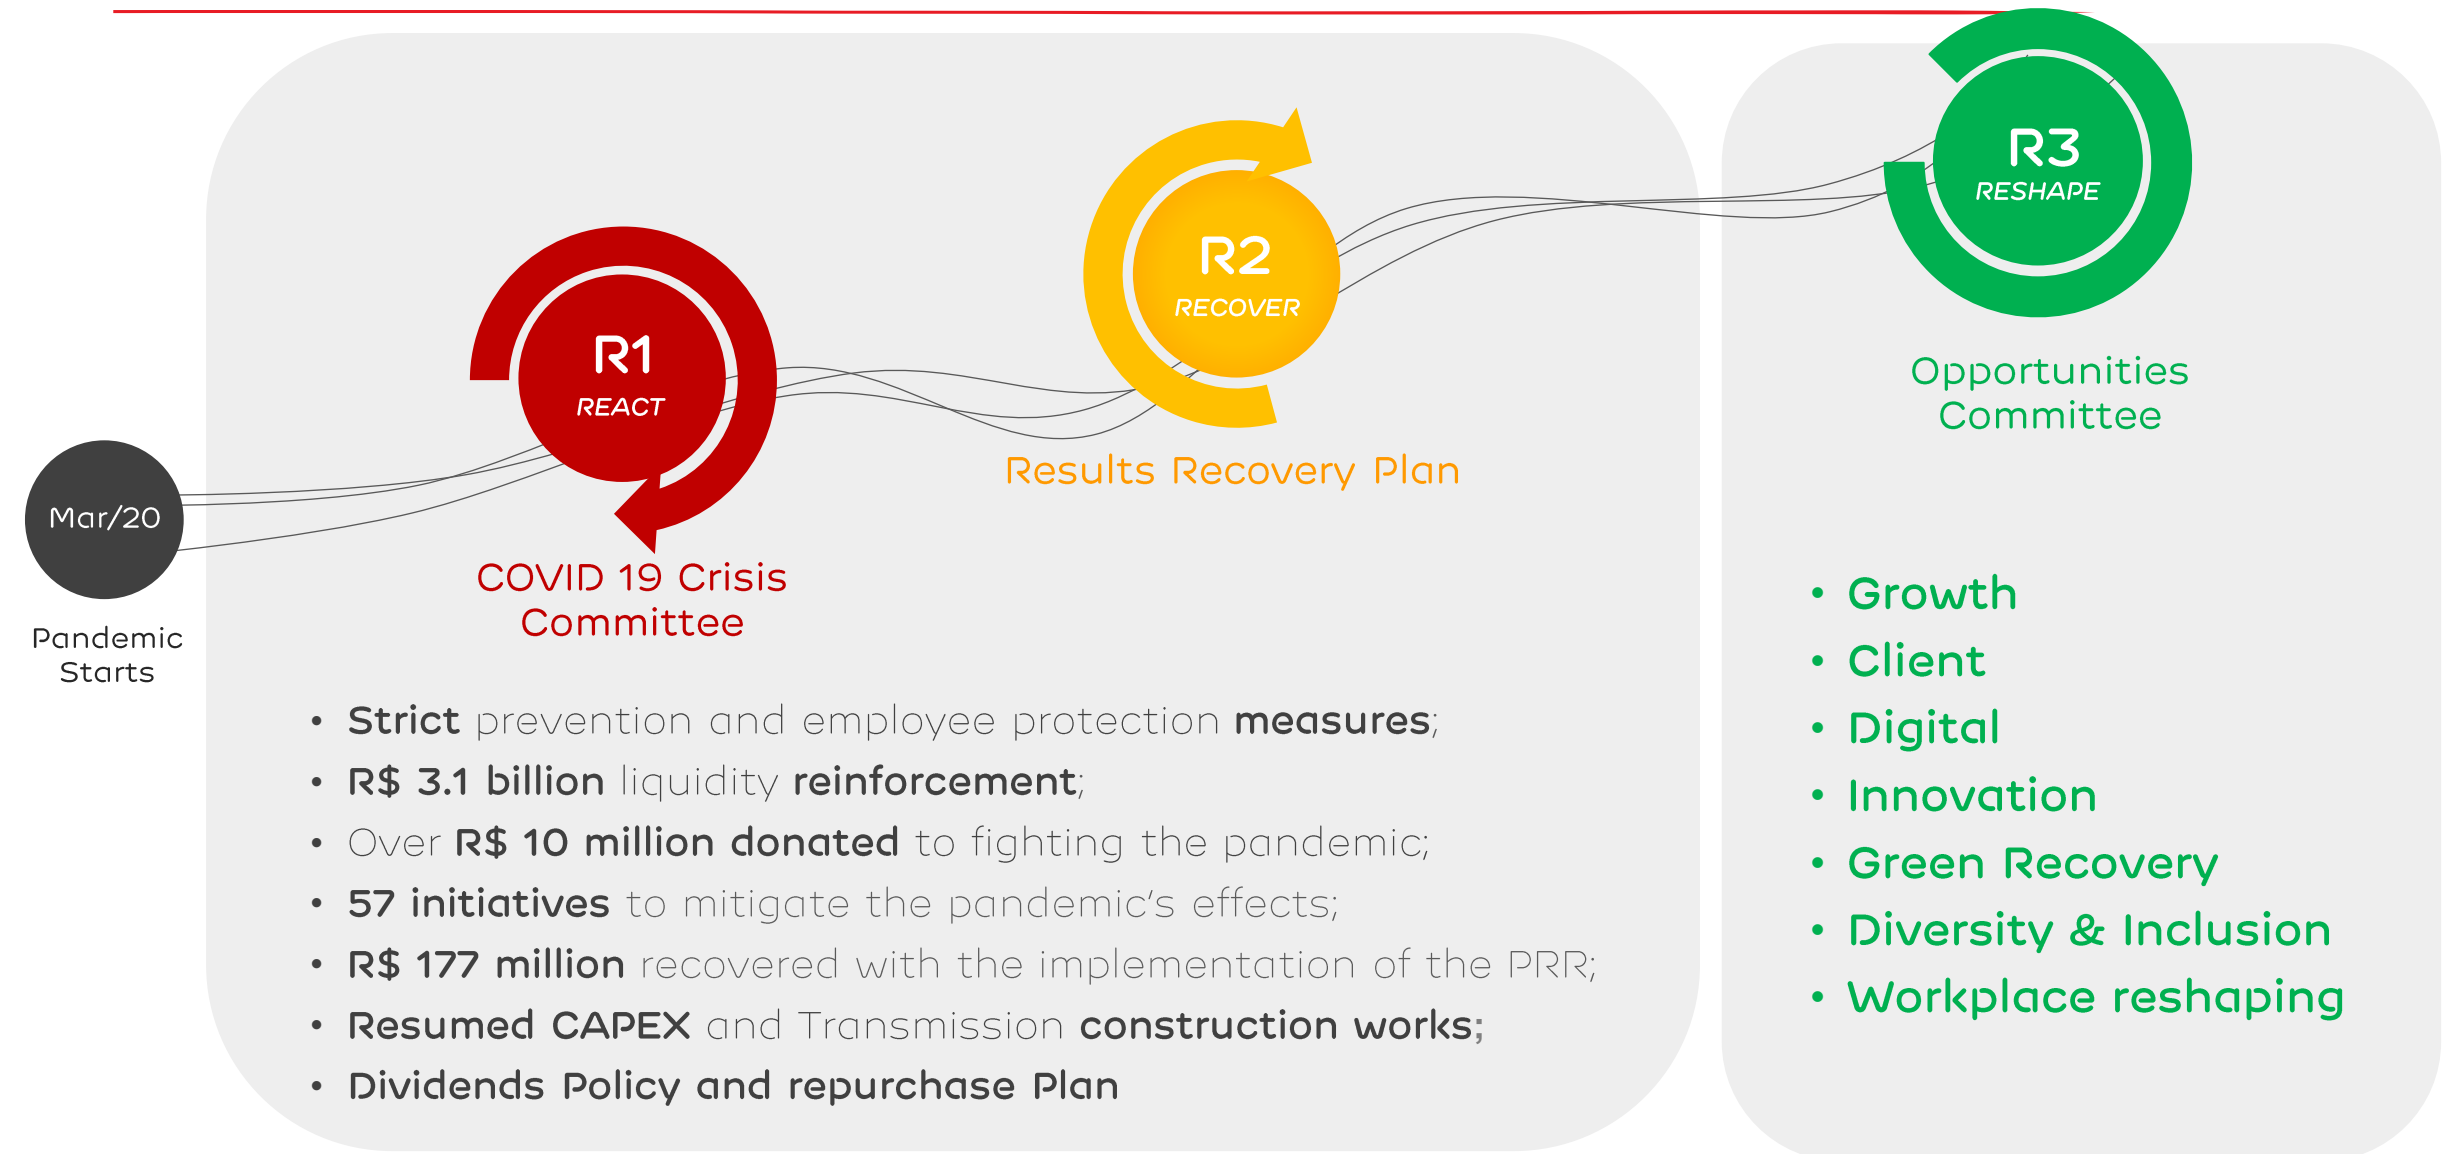 Mar/20
Pandemic
Starts
R1
REACT
COVID 19 Crisis
Committee
R2
RECOVER
Results Recovery Plan
• Strict prevention and employee protection measures;
• R$ 3.1 billion liquidity reinforcement;
• Over R$ 10 million donated to fighting the pandemic;
• 57 initiatives to mitigate the pandemic's effects;
• R$ 177 million recovered with the implementation of the PRR;
• Resumed CAPEX and Transmission construction works;
• Dividends Policy and repurchase Plan
R3
RESHAPE
Opportunities
Committee
• Growth
• Client
• Digital
• Innovation
• Green Recovery
• Diversity & Inclusion
• Workplace reshaping